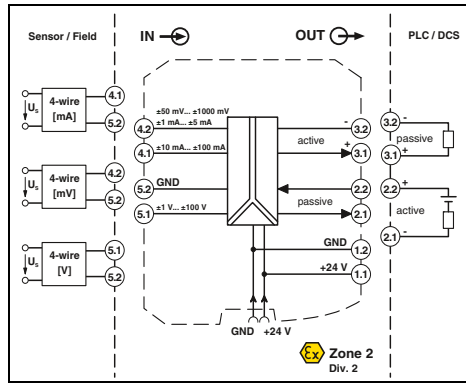 Sensor / Field
IN
OUT
PLC / DCS
Us
4-wire
[mA]
4.1
5.2
Us
4-wire
[mV]
4.2
5.2
Us
4-wire
[V]
5.1
5.2
±50 mV... ±1000 mV
±1 mA... ±5 mA
4.2
±10 mA... ±100 mA
4.1
GND
5.2
±1 V... ±100 V
5.1
-
3.2
active
+
3.1
2.2
passive
2.1
GND
1.2
+24 V
1.1
GND +24 V
3.2 -
passive
3.1 +
2.2 +
active
2.1 -
Ex Zone 2
Div. 2